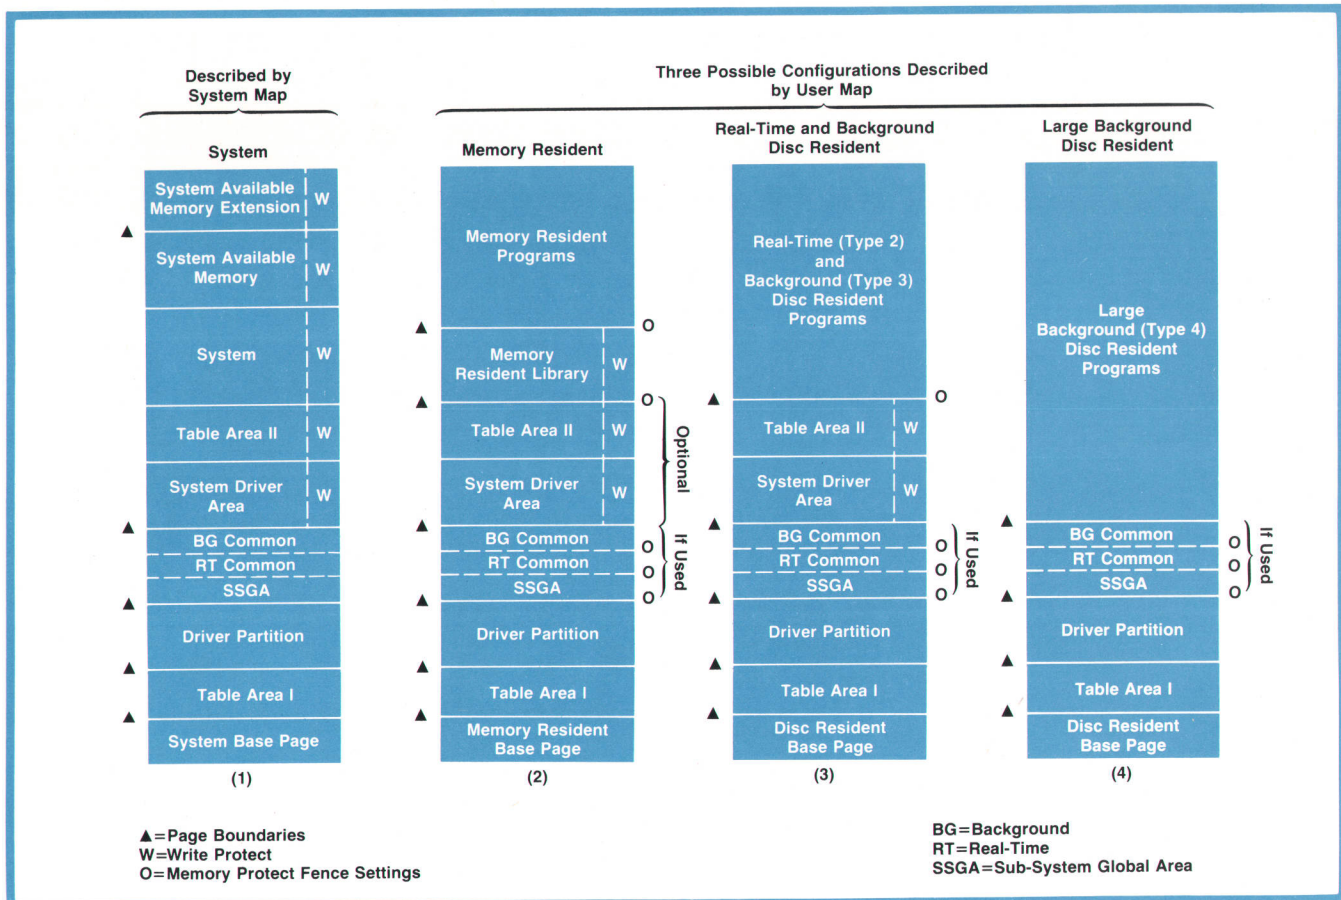 Described by
System Map
Three Possible Configurations Described
by User Map
System
System Available
Memory Extension
W
▲
System Available
Memory
W
System
W
Table Area II
W
System Driver
Area
W
▲
BG Common
RT Common
SSGA
▲
Driver Partition
▲
Table Area I
▲
System Base Page
(1)
Memory Resident
Memory Resident
Programs
▲
O
Memory
Resident Library
W
▲
O
Table Area II
W
System Driver
Area
W
Optional
▲
BG Common
O
RT Common
O
SSGA
O
If Used
▲
Driver Partition
▲
Table Area I
▲
Memory Resident
Base Page
(2)
Real-Time and Background
Disc Resident
Real-Time (Type 2)
and
Background (Type 3)
Disc Resident
Programs
▲
O
Table Area II
W
System Driver
Area
W
▲
BG Common
O
RT Common
O
SSGA
O
If Used
▲
Driver Partition
▲
Table Area I
▲
Disc Resident
Base Page
(3)
Large Background
Disc Resident
Large
Background (Type 4)
Disc Resident
Programs
▲
BG Common
O
RT Common
O
SSGA
O
If Used
▲
Driver Partition
▲
Table Area I
▲
Disc Resident
Base Page
(4)
▲=Page Boundaries
W=Write Protect
O=Memory Protect Fence Settings
BG=Background
RT=Real-Time
SSGA=Sub-System Global Area